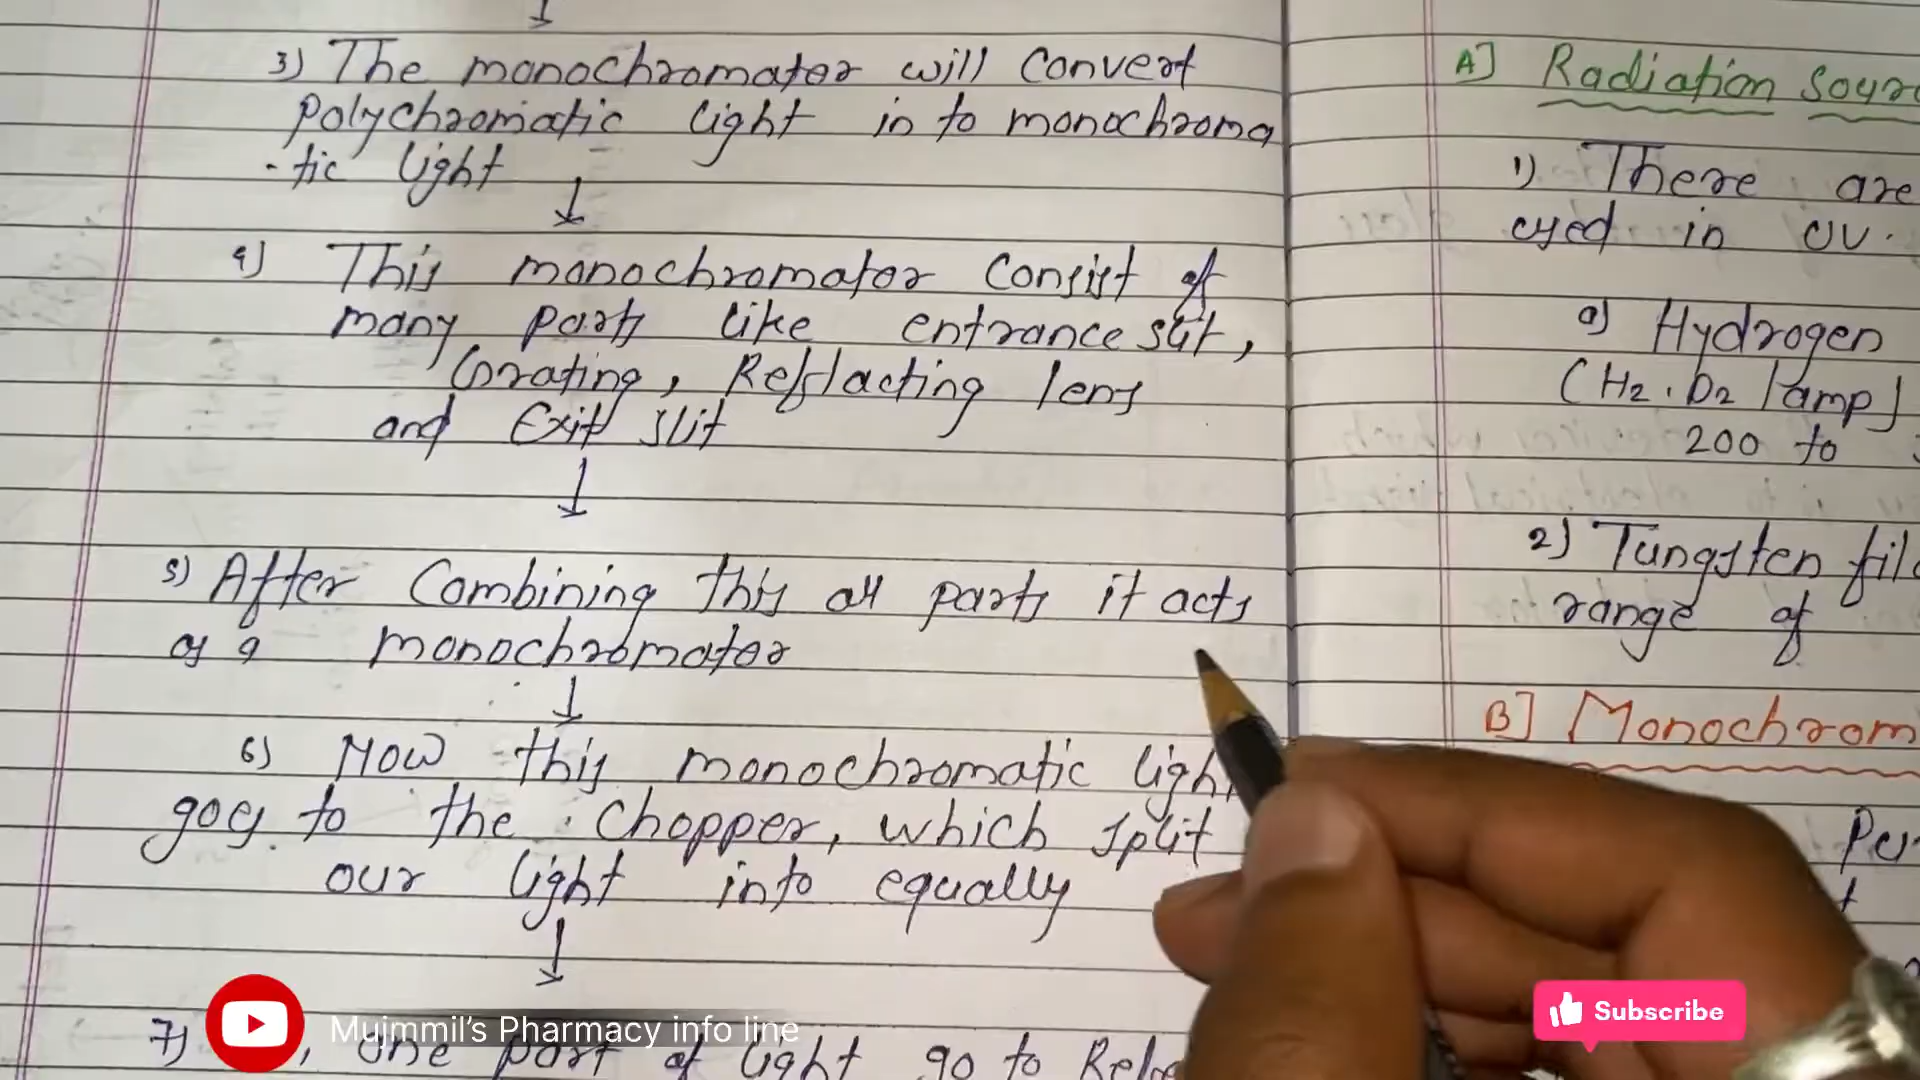 3) The monochromator will convert
polychromatic light in to monochroma
-tic light
4) This monochromator consist of
many parts like entrance slit,
Grating, Reflacting lens
and Exit slit
5) After combining this all parts it acts
as a monochromator
6) Now this monochromatic light
goes to the chopper, which split
our light into equally
7) , one part of light go to
A] Radiation
1) There are
used in UV.
a) Hydrogen
(H2. D2 lamp)
200 to
2) Tungsten
range of
B]
Mujmmil's Pharmacy info line
Subscribe